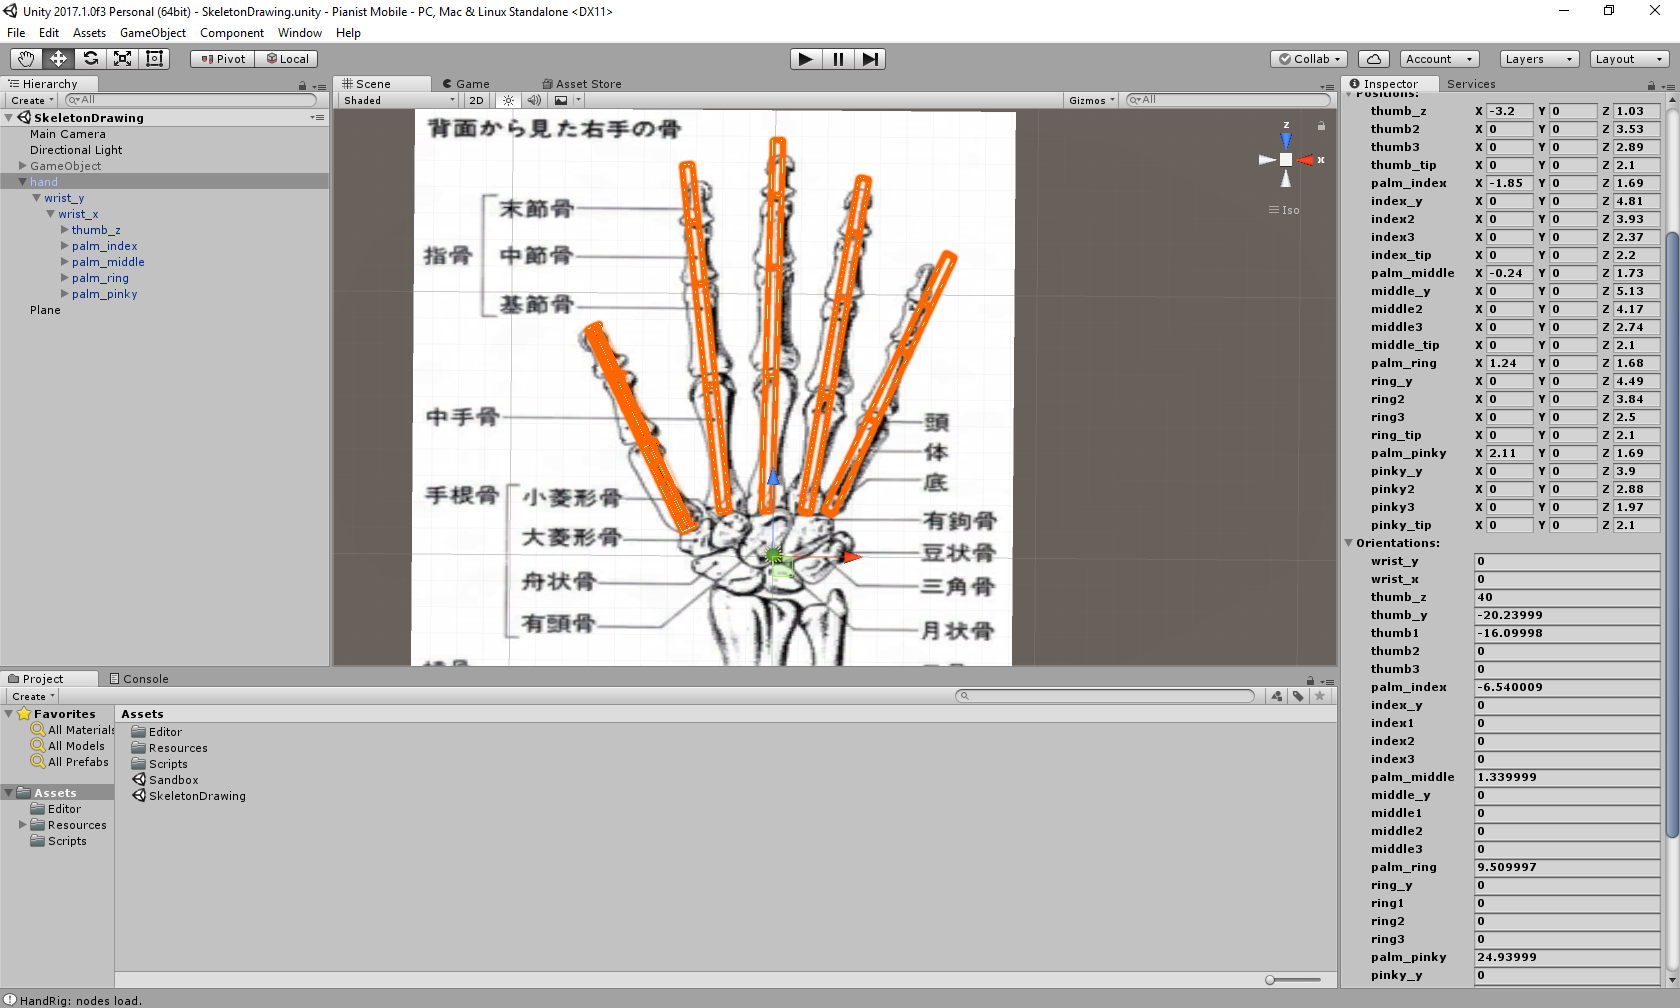 Unity 2017.1.0f3 Personal (64bit) - SkeletonDrawing.unity - Pianist Mobile - PC, Mac & Linux Standalone <DX11>
File Edit Assets GameObject Component Window Help
Pivot Local Collab Account Layers Layout
Hierarchy
Create All
SkeletonDrawing
Main Camera
Directional Light
GameObject
hand
wrist_y
wrist_x
thumb_z
palm_index
palm_middle
palm_ring
palm_pinky
Plane
Scene Game Asset Store
Shaded 2D Gizmos All
背面から見た右手の骨
末節骨
指骨 中節骨
基節骨
中手骨
頭
体
底
手根骨 小菱形骨
大菱形骨
舟状骨
有頭骨
有鉤骨
豆状骨
三角骨
月状骨
z
x
Iso
Inspector Services
Positions:
thumb_z X -3.2 Y 0 Z 1.03
thumb2 X 0 Y 0 Z 3.53
thumb3 X 0 Y 0 Z 2.89
thumb_tip X 0 Y 0 Z 2.1
palm_index X -1.85 Y 0 Z 1.69
index_y X 0 Y 0 Z 4.81
index2 X 0 Y 0 Z 3.93
index3 X 0 Y 0 Z 2.37
index_tip X 0 Y 0 Z 2.2
palm_middle X -0.24 Y 0 Z 1.73
middle_y X 0 Y 0 Z 5.13
middle2 X 0 Y 0 Z 4.17
middle3 X 0 Y 0 Z 2.74
middle_tip X 0 Y 0 Z 2.1
palm_ring X 1.24 Y 0 Z 1.68
ring_y X 0 Y 0 Z 4.49
ring2 X 0 Y 0 Z 3.84
ring3 X 0 Y 0 Z 2.5
ring_tip X 0 Y 0 Z 2.1
palm_pinky X 2.11 Y 0 Z 1.69
pinky_y X 0 Y 0 Z 3.9
pinky2 X 0 Y 0 Z 2.88
pinky3 X 0 Y 0 Z 1.97
pinky_tip X 0 Y 0 Z 2.1
Orientations:
wrist_y 0
wrist_x 0
thumb_z 40
thumb_y -20.23999
thumb1 -16.09998
thumb2 0
thumb3 0
palm_index -6.540009
index_y 0
index1 0
index2 0
index3 0
palm_middle 1.339999
middle_y 0
middle1 0
middle2 0
middle3 0
palm_ring 9.509997
ring_y 0
ring1 0
ring2 0
ring3 0
palm_pinky 24.93999
pinky_y 0
Project Console
Create
Favorites
All Materials
All Models
All Prefabs
Assets
Editor
Resources
Scripts
Assets
Editor
Resources
Scripts
Sandbox
SkeletonDrawing
HandRig: nodes load.